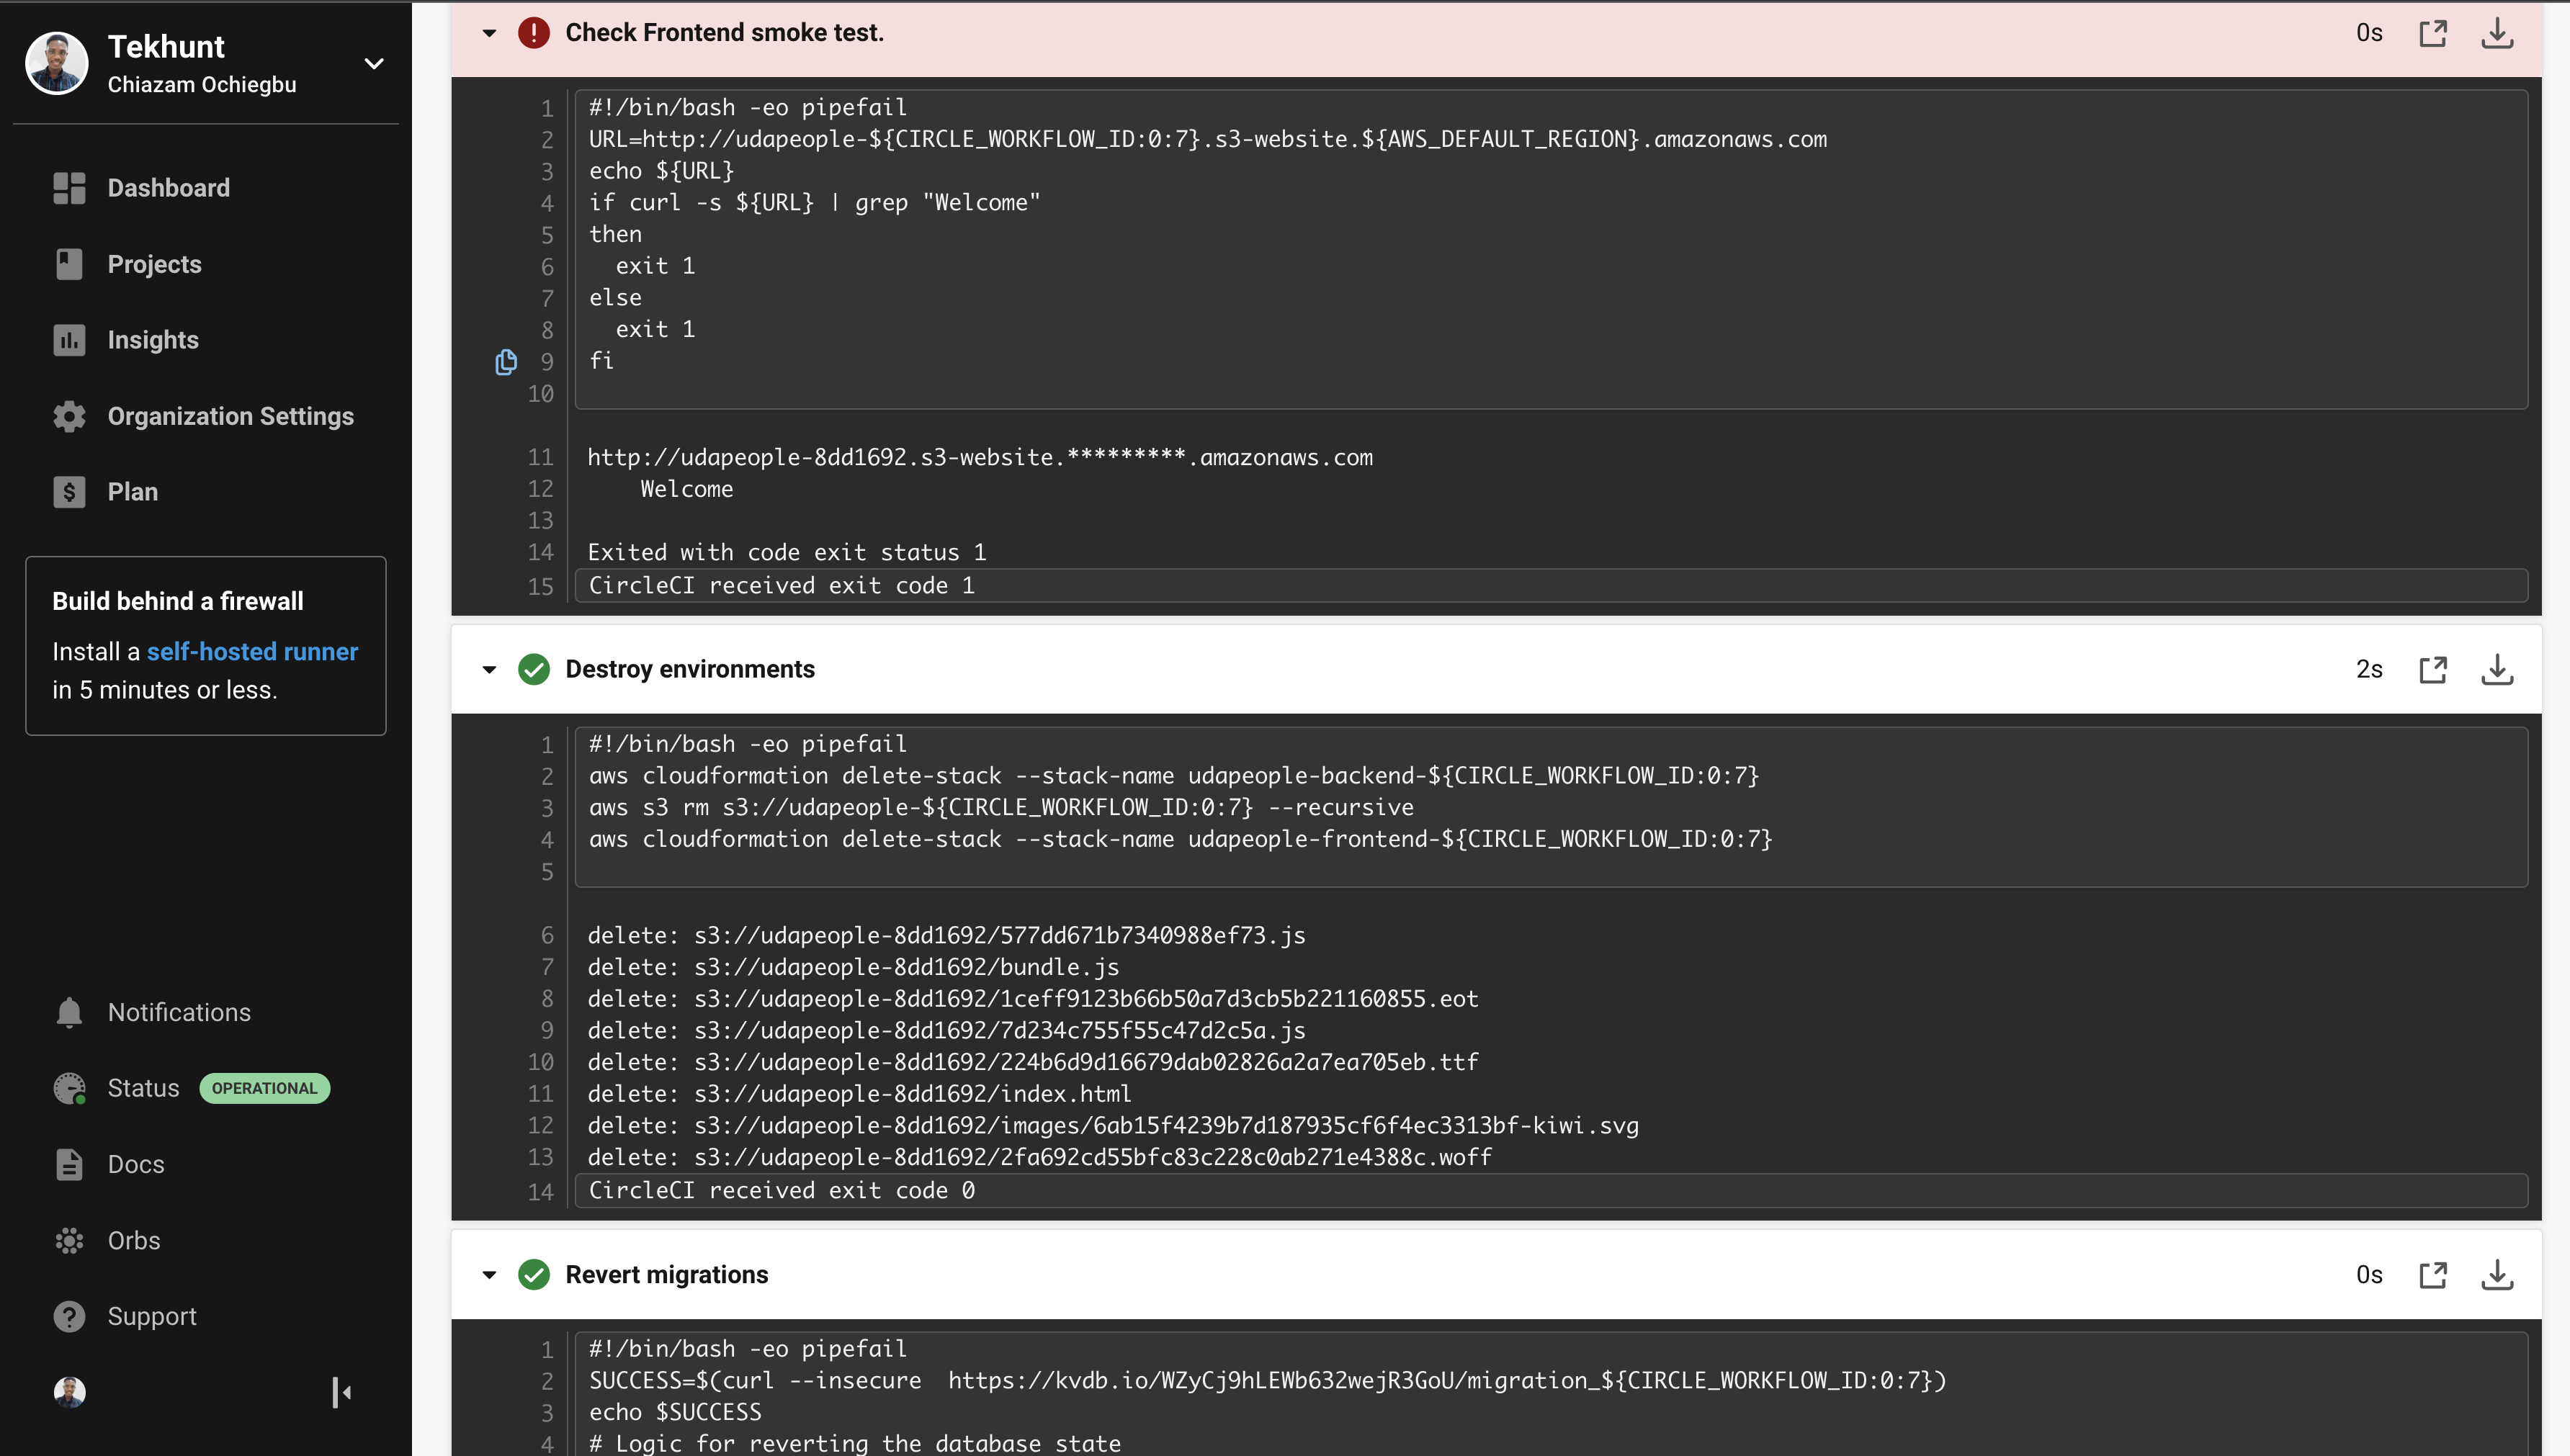 Tekhunt
Chiazam Ochiegbu
Dashboard
Projects
Insights
Organization Settings
Plan
Build behind a firewall
Install a self-hosted runner
in 5 minutes or less.
Notifications
Status OPERATIONAL
Docs
Orbs
Support
Check Frontend smoke test. 0s
1 #!/bin/bash -eo pipefail
2 URL=http://udapeople-${CIRCLE_WORKFLOW_ID:0:7}.s3-website.${AWS_DEFAULT_REGION}.amazonaws.com
3 echo ${URL}
4 if curl -s ${URL} | grep "Welcome"
5 then
6   exit 1
7 else
8   exit 1
9 fi
10
11 http://udapeople-8dd1692.s3-website.*********.amazonaws.com
12     Welcome
13
14 Exited with code exit status 1
15 CircleCI received exit code 1
Destroy environments 2s
1 #!/bin/bash -eo pipefail
2 aws cloudformation delete-stack --stack-name udapeople-backend-${CIRCLE_WORKFLOW_ID:0:7}
3 aws s3 rm s3://udapeople-${CIRCLE_WORKFLOW_ID:0:7} --recursive
4 aws cloudformation delete-stack --stack-name udapeople-frontend-${CIRCLE_WORKFLOW_ID:0:7}
5
6 delete: s3://udapeople-8dd1692/577dd671b7340988ef73.js
7 delete: s3://udapeople-8dd1692/bundle.js
8 delete: s3://udapeople-8dd1692/1ceff9123b66b50a7d3cb5b221160855.eot
9 delete: s3://udapeople-8dd1692/7d234c755f55c47d2c5a.js
10 delete: s3://udapeople-8dd1692/224b6d9d16679dab02826a2a7ea705eb.ttf
11 delete: s3://udapeople-8dd1692/index.html
12 delete: s3://udapeople-8dd1692/images/6ab15f4239b7d187935cf6f4ec3313bf-kiwi.svg
13 delete: s3://udapeople-8dd1692/2fa692cd55bfc83c228c0ab271e4388c.woff
14 CircleCI received exit code 0
Revert migrations 0s
1 #!/bin/bash -eo pipefail
2 SUCCESS=$(curl --insecure  https://kvdb.io/WZyCj9hLEWb632wejR3GoU/migration_${CIRCLE_WORKFLOW_ID:0:7})
3 echo $SUCCESS
4 # Logic for reverting the database state